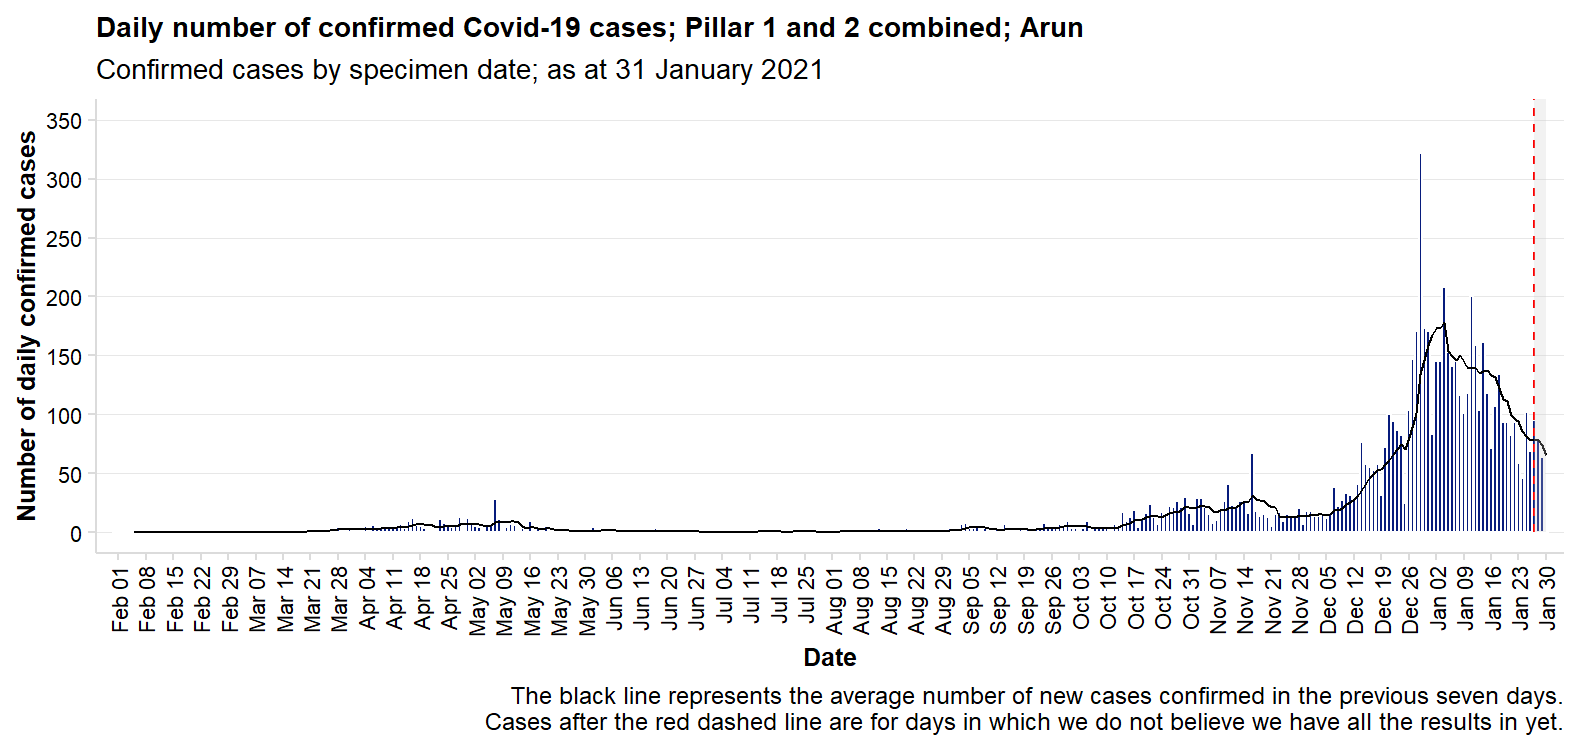 Daily number of confirmed Covid-19 cases; Pillar 1 and 2 combined; Arun
Confirmed cases by specimen date; as at 31 January 2021
Number of daily confirmed cases
350
300
250
200
150
100
50
0
Feb 01
Feb 08
Feb 15
Feb 22
Feb 29
Mar 07
Mar 14
Mar 21
Mar 28
Apr 04
Apr 11
Apr 18
Apr 25
May 02
May 09
May 16
May 23
May 30
Jun 06
Jun 13
Jun 20
Jun 27
Jul 04
Jul 11
Jul 18
Jul 25
Aug 01
Aug 08
Aug 15
Aug 22
Aug 29
Sep 05
Sep 12
Sep 19
Sep 26
Oct 03
Oct 10
Oct 17
Oct 24
Oct 31
Nov 07
Nov 14
Nov 21
Nov 28
Dec 05
Dec 12
Dec 19
Dec 26
Jan 02
Jan 09
Jan 16
Jan 23
Jan 30
Date
The black line represents the average number of new cases confirmed in the previous seven days.
Cases after the red dashed line are for days in which we do not believe we have all the results in yet.